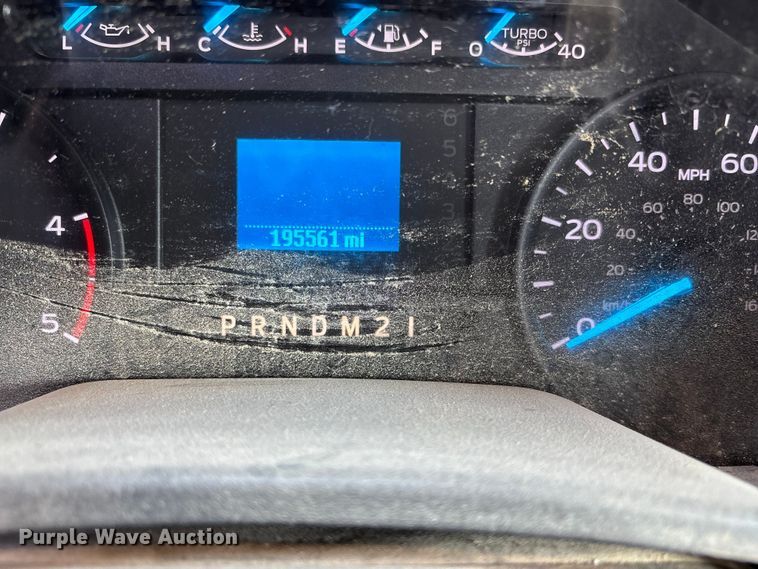 L H C H E F O TURBO PSI 40
6
5
3
4
5
195561 mi
P R N D M 2 1
0 20 40 60
MPH
20 40 60 80 100
km/h
Purple Wave Auction®